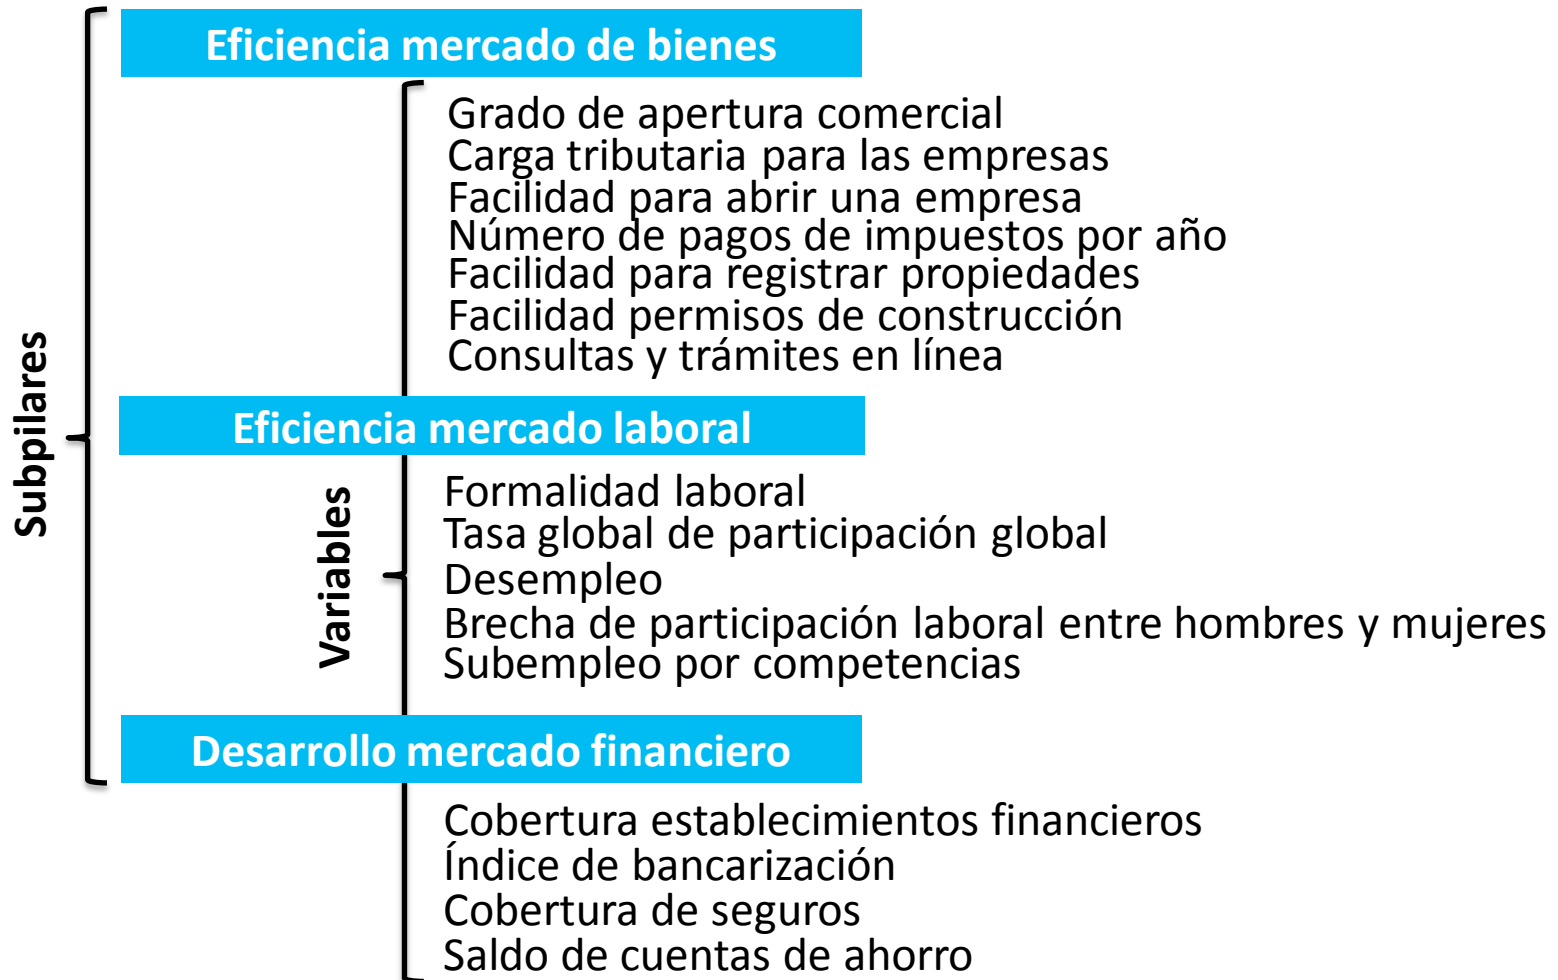 Eficiencia mercado de bienes
Grado de apertura comercial
Carga tributaria para las empresas
Facilidad para abrir una empresa
Número de pagos de impuestos por año
Facilidad para registrar propiedades
Facilidad permisos de construcción
Consultas y trámites en línea
Subpilares
Eficiencia mercado laboral
Variables
Formalidad laboral
Tasa global de participación global
Desempleo
Brecha de participación laboral entre hombres y mujeres
Subempleo por competencias
Desarrollo mercado financiero
Cobertura establecimientos financieros
Índice de bancarización
Cobertura de seguros
Saldo de cuentas de ahorro